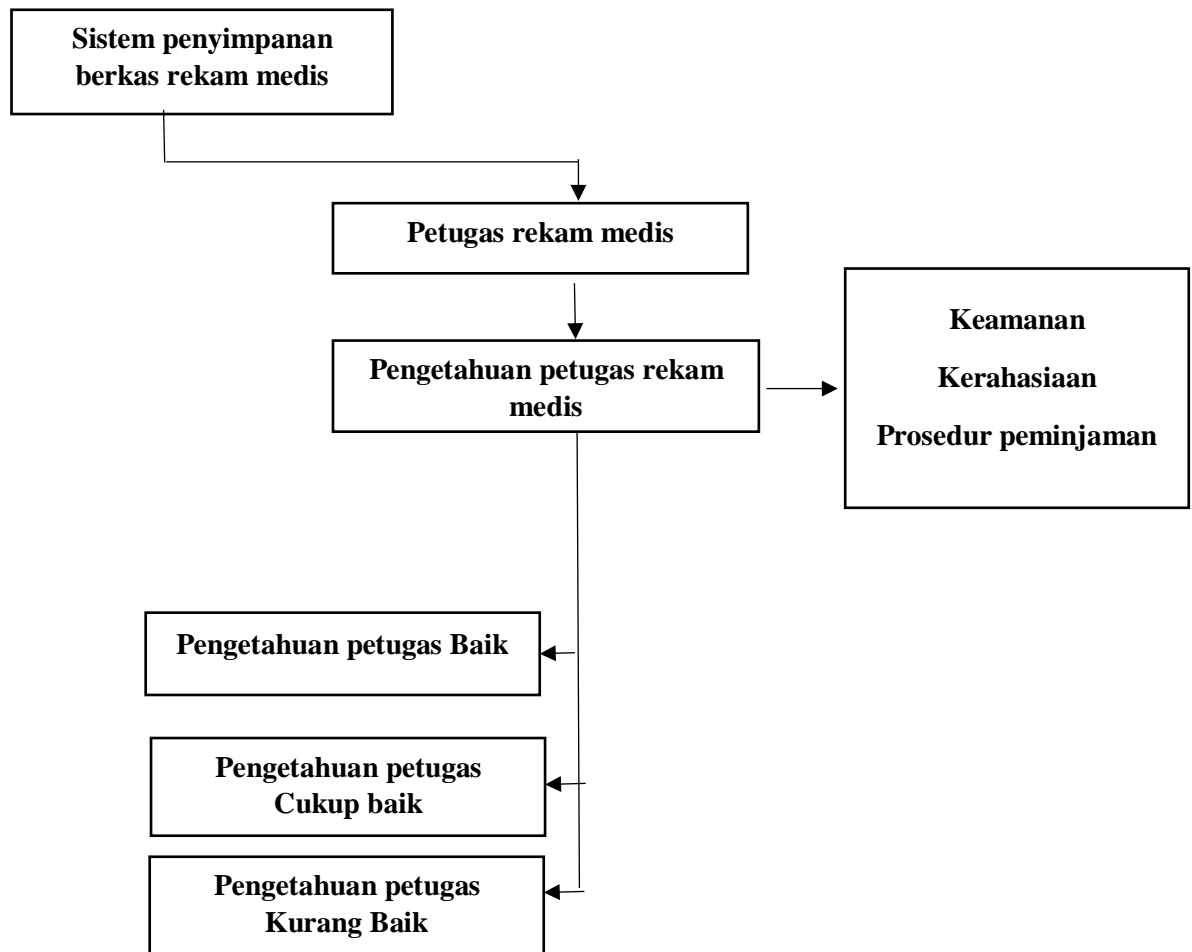 Sistem penyimpanan
berkas rekam medis
Petugas rekam medis
Pengetahuan petugas rekam
medis
Keamanan
Kerahasiaan
Prosedur peminjaman
Pengetahuan petugas Baik
Pengetahuan petugas
Cukup baik
Pengetahuan petugas
Kurang Baik